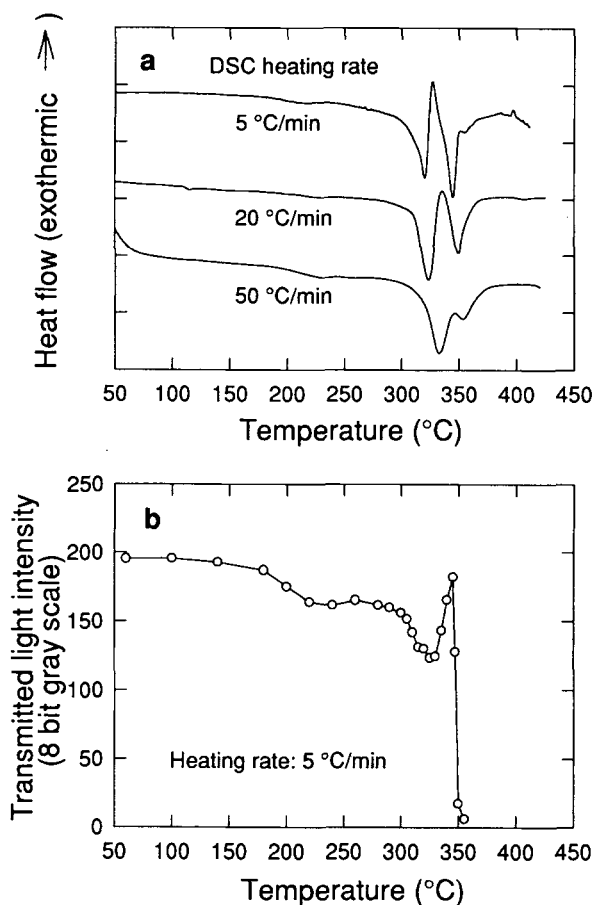 a
DSC heating rate
5 °C/min
20 °C/min
50 °C/min
Heat flow (exothermic →)
50 100 150 200 250 300 350 400 450
Temperature (°C)
b
250
200
150
100
50
0
Transmitted light intensity
(8 bit gray scale)
Heating rate: 5 °C/min
50 100 150 200 250 300 350 400 450
Temperature (°C)